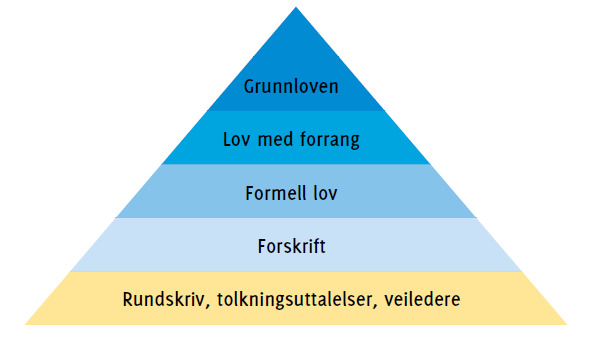 Grunnloven
Lov med forrang
Formell lov
Forskrift
Rundskriv, tolkningsuttalelser, veiledere